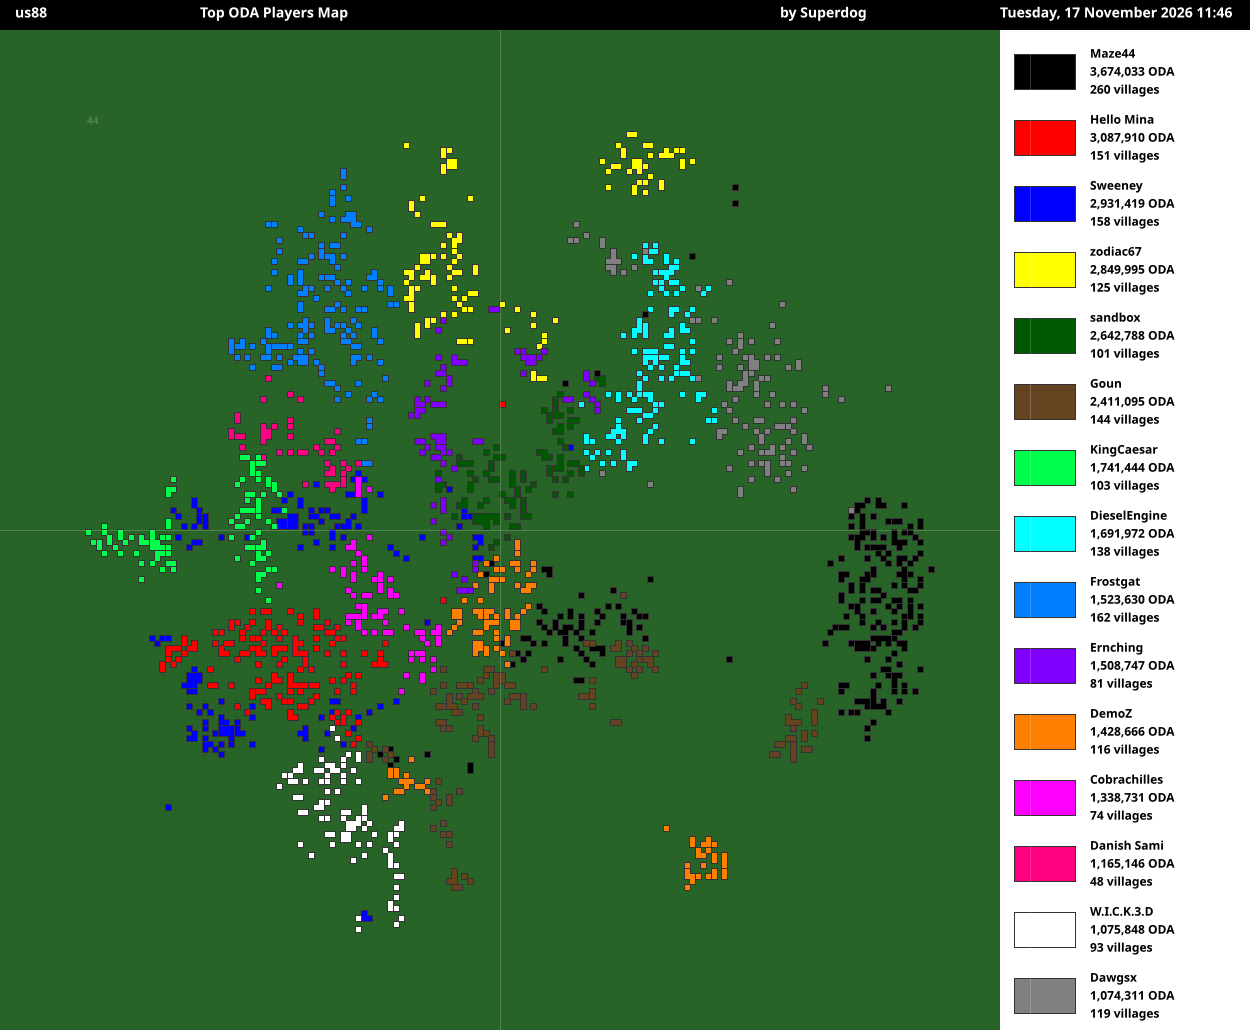 us88 Top ODA Players Map by Superdog Tuesday, 17 November 2026 11:46
44
Maze44
3,674,033 ODA
260 villages
Hello Mina
3,087,910 ODA
151 villages
Sweeney
2,931,419 ODA
158 villages
zodiac67
2,849,995 ODA
125 villages
sandbox
2,642,788 ODA
101 villages
Goun
2,411,095 ODA
144 villages
KingCaesar
1,741,444 ODA
103 villages
DieselEngine
1,691,972 ODA
138 villages
Frostgat
1,523,630 ODA
162 villages
Ernching
1,508,747 ODA
81 villages
DemoZ
1,428,666 ODA
116 villages
Cobrachilles
1,338,731 ODA
74 villages
Danish Sami
1,165,146 ODA
48 villages
W.I.C.K.3.D
1,075,848 ODA
93 villages
Dawgsx
1,074,311 ODA
119 villages